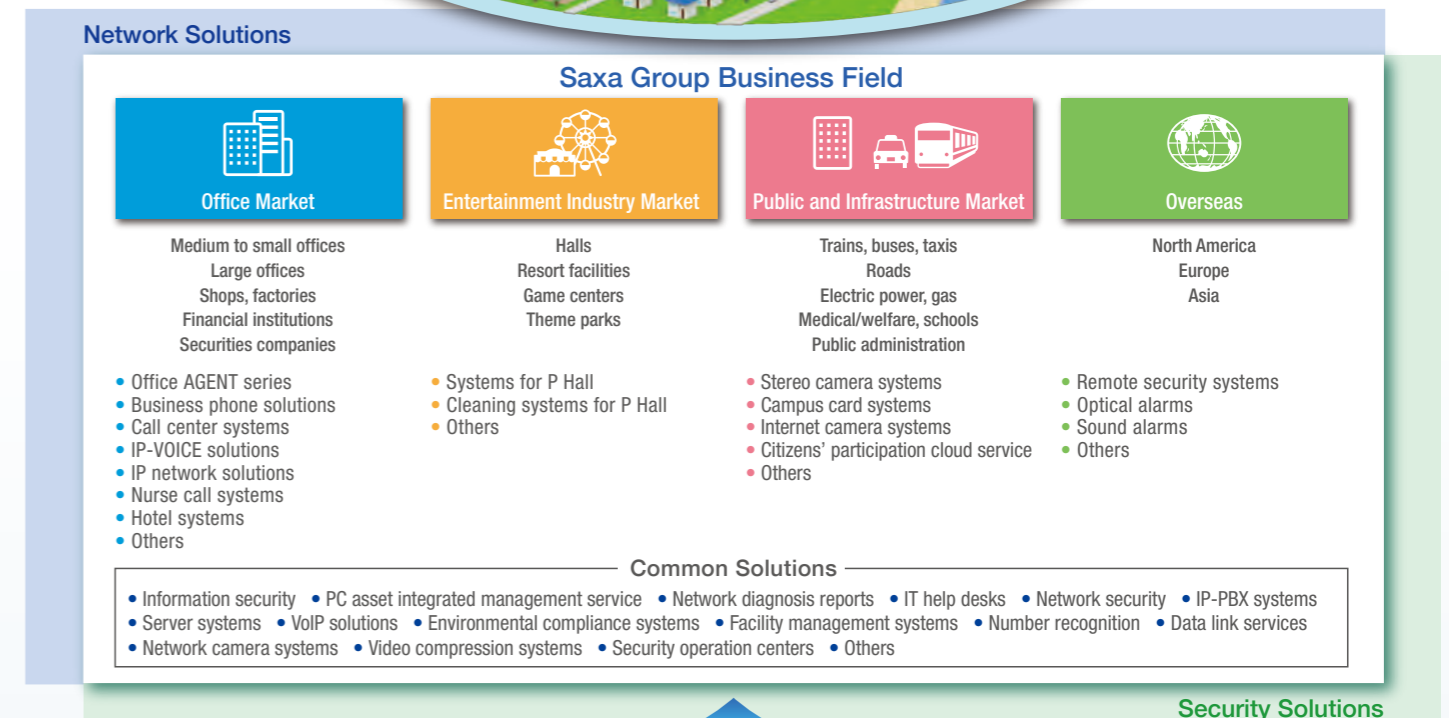 Network Solutions
Saxa Group Business Field
Office Market
Medium to small offices
Large offices
Shops, factories
Financial institutions
Securities companies
• Office AGENT series
• Business phone solutions
• Call center systems
• IP-VOICE solutions
• IP network solutions
• Nurse call systems
• Hotel systems
• Others
Entertainment Industry Market
Halls
Resort facilities
Game centers
Theme parks
• Systems for P Hall
• Cleaning systems for P Hall
• Others
Public and Infrastructure Market
Trains, buses, taxis
Roads
Electric power, gas
Medical/welfare, schools
Public administration
• Stereo camera systems
• Campus card systems
• Internet camera systems
• Citizens' participation cloud service
• Others
Overseas
North America
Europe
Asia
• Remote security systems
• Optical alarms
• Sound alarms
• Others
Common Solutions
• Information security • PC asset integrated management service • Network diagnosis reports • IT help desks • Network security • IP-PBX systems
• Server systems • VoIP solutions • Environmental compliance systems • Facility management systems • Number recognition • Data link services
• Network camera systems • Video compression systems • Security operation centers • Others
Security Solutions